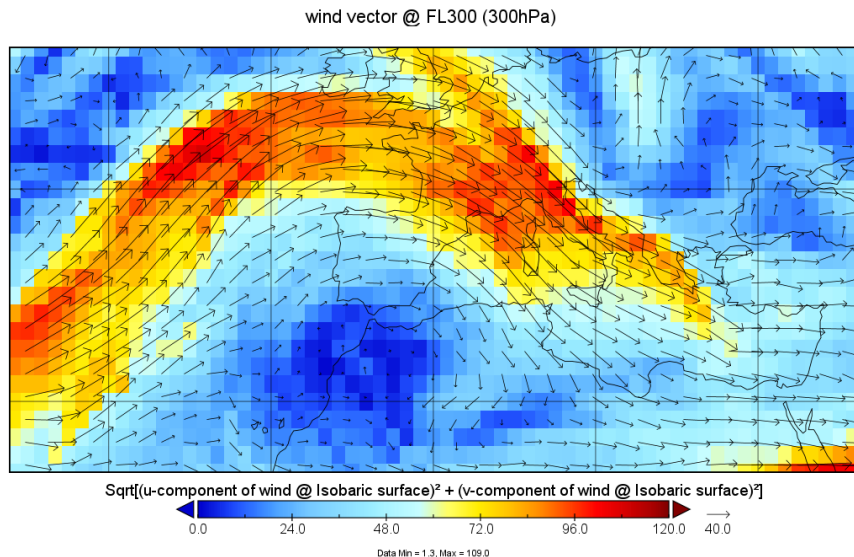 wind vector @ FL300 (300hPa)
Sqrt[(u-component of wind @ Isobaric surface)² + (v-component of wind @ Isobaric surface)²]
0.0 24.0 48.0 72.0 96.0 120.0 40.0
Data Min = 1.3, Max = 109.0